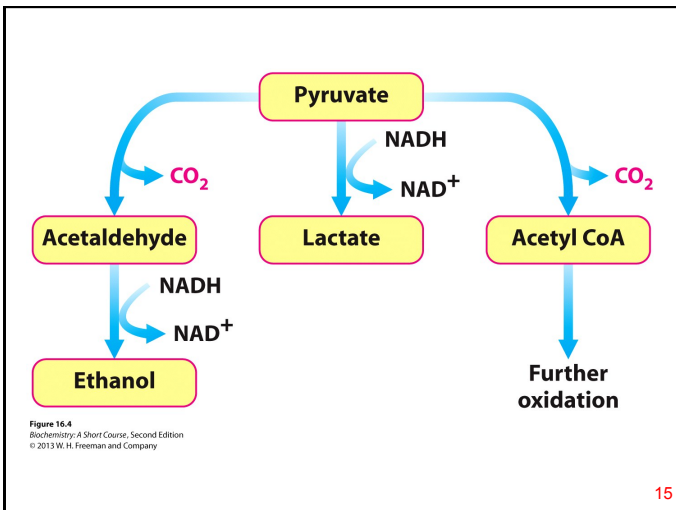 Pyruvate
NADH
NAD+
CO2
CO2
Acetaldehyde
Lactate
Acetyl CoA
NADH
NAD+
Ethanol
Further
oxidation
Figure 16.4
Biochemistry: A Short Course, Second Edition
© 2013 W. H. Freeman and Company
15